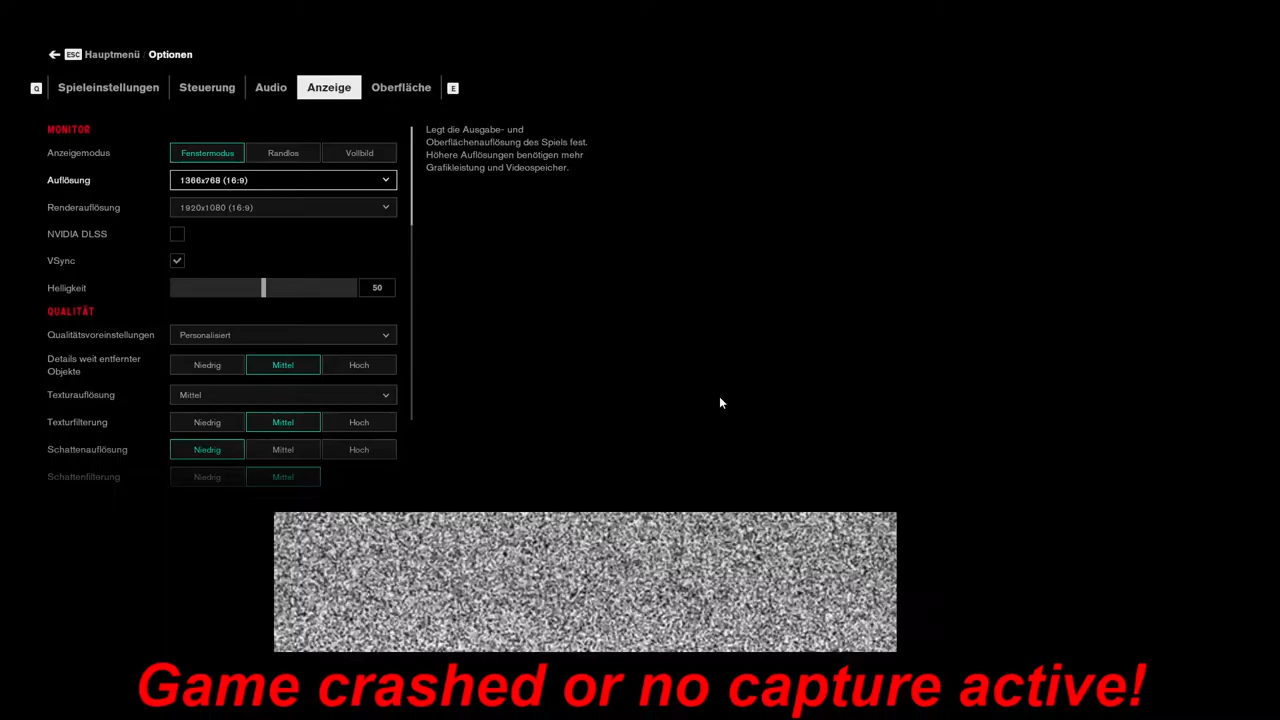 ESC Hauptmenü / Optionen
Q Spieleinstellungen Steuerung Audio Anzeige Oberfläche E
MONITOR
Anzeigemodus Fenstermodus Randlos Vollbild
Auflösung 1366x768 (16:9)
Renderauflösung 1920x1080 (16:9)
NVIDIA DLSS
VSync
Helligkeit 50
QUALITÄT
Qualitätsvoreinstellungen Personalisiert
Details weit entfernter
Objekte Niedrig Mittel Hoch
Texturauflösung Mittel
Texturfilterung Niedrig Mittel Hoch
Schattenauflösung Niedrig Mittel Hoch
Schattenfilterung Niedrig Mittel
Legt die Ausgabe- und
Oberflächenauflösung des Spiels fest.
Höhere Auflösungen benötigen mehr
Grafikleistung und Videospeicher.
Game crashed or no capture active!